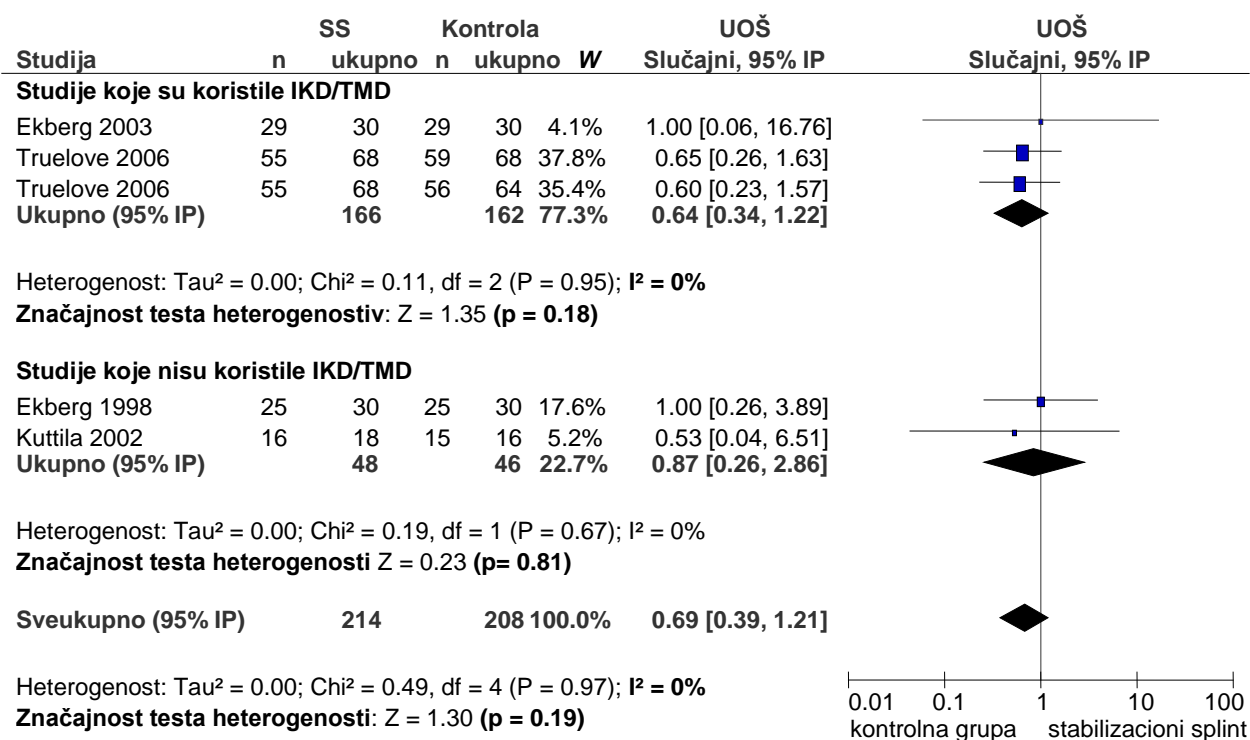 SS Kontrola UOŠ UOŠ
Studija n ukupno n ukupno W Slučajni, 95% IP Slučajni, 95% IP
Studije koje su koristile IKD/TMD
Ekberg 2003 29 30 29 30 4.1% 1.00 [0.06, 16.76]
Truelove 2006 55 68 59 68 37.8% 0.65 [0.26, 1.63]
Truelove 2006 55 68 56 64 35.4% 0.60 [0.23, 1.57]
Ukupno (95% IP) 166 162 77.3% 0.64 [0.34, 1.22]
Heterogenost: Tau² = 0.00; Chi² = 0.11, df = 2 (P = 0.95); I² = 0%
Značajnost testa heterogenostiv: Z = 1.35 (p = 0.18)
Studije koje nisu koristile IKD/TMD
Ekberg 1998 25 30 25 30 17.6% 1.00 [0.26, 3.89]
Kuttila 2002 16 18 15 16 5.2% 0.53 [0.04, 6.51]
Ukupno (95% IP) 48 46 22.7% 0.87 [0.26, 2.86]
Heterogenost: Tau² = 0.00; Chi² = 0.19, df = 1 (P = 0.67); I² = 0%
Značajnost testa heterogenosti Z = 0.23 (p= 0.81)
Sveukupno (95% IP) 214 208 100.0% 0.69 [0.39, 1.21]
Heterogenost: Tau² = 0.00; Chi² = 0.49, df = 4 (P = 0.97); I² = 0%
Značajnost testa heterogenosti: Z = 1.30 (p = 0.19)
0.01 0.1 1 10 100
kontrolna grupa stabilizacioni splint